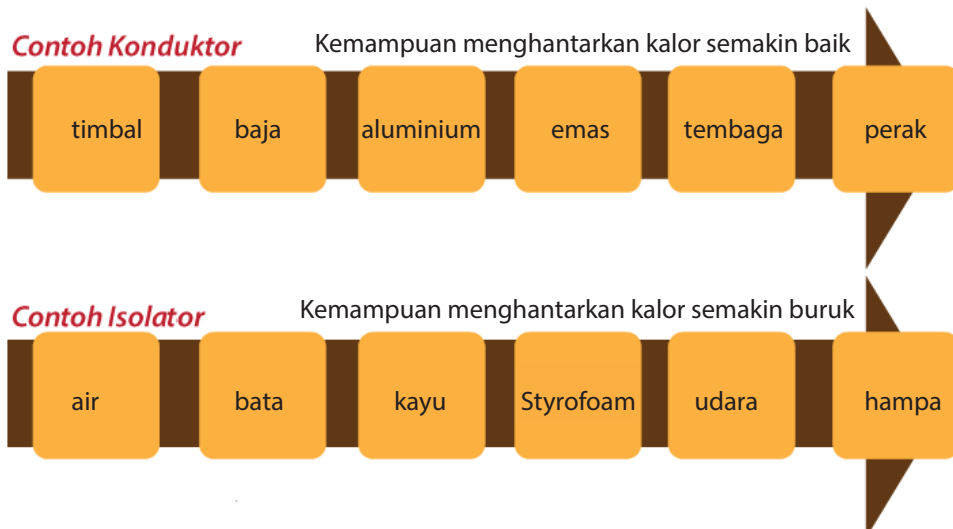 Contoh Konduktor
Kemampuan menghantarkan kalor semakin baik
timbal
baja
aluminium
emas
tembaga
perak
Contoh Isolator
Kemampuan menghantarkan kalor semakin buruk
air
bata
kayu
Styrofoam
udara
hampa